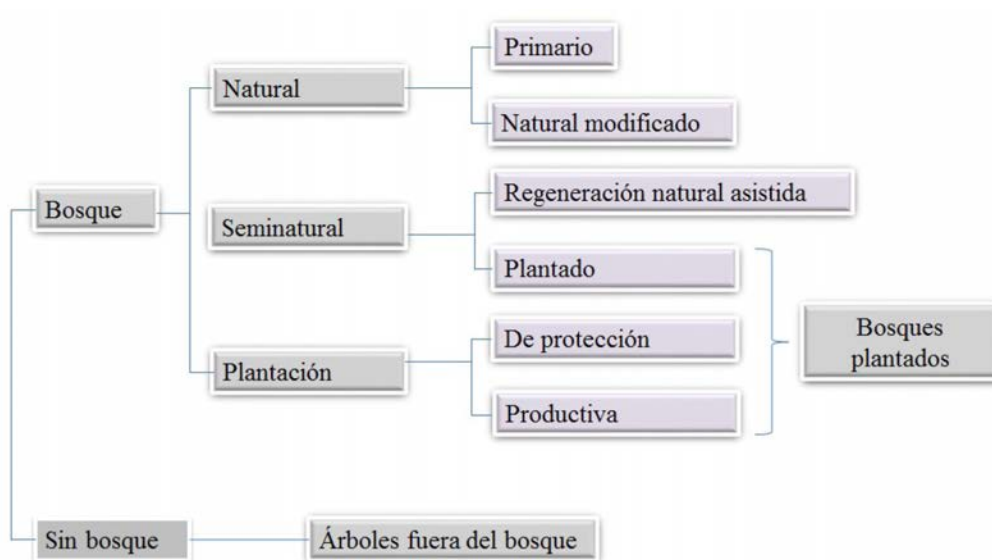 Primario
Natural
Natural modificado
Regeneración natural asistida
Bosque
Seminatural
Plantado
De protección
Bosques
plantados
Plantación
Productiva
Sin bosque
Árboles fuera del bosque